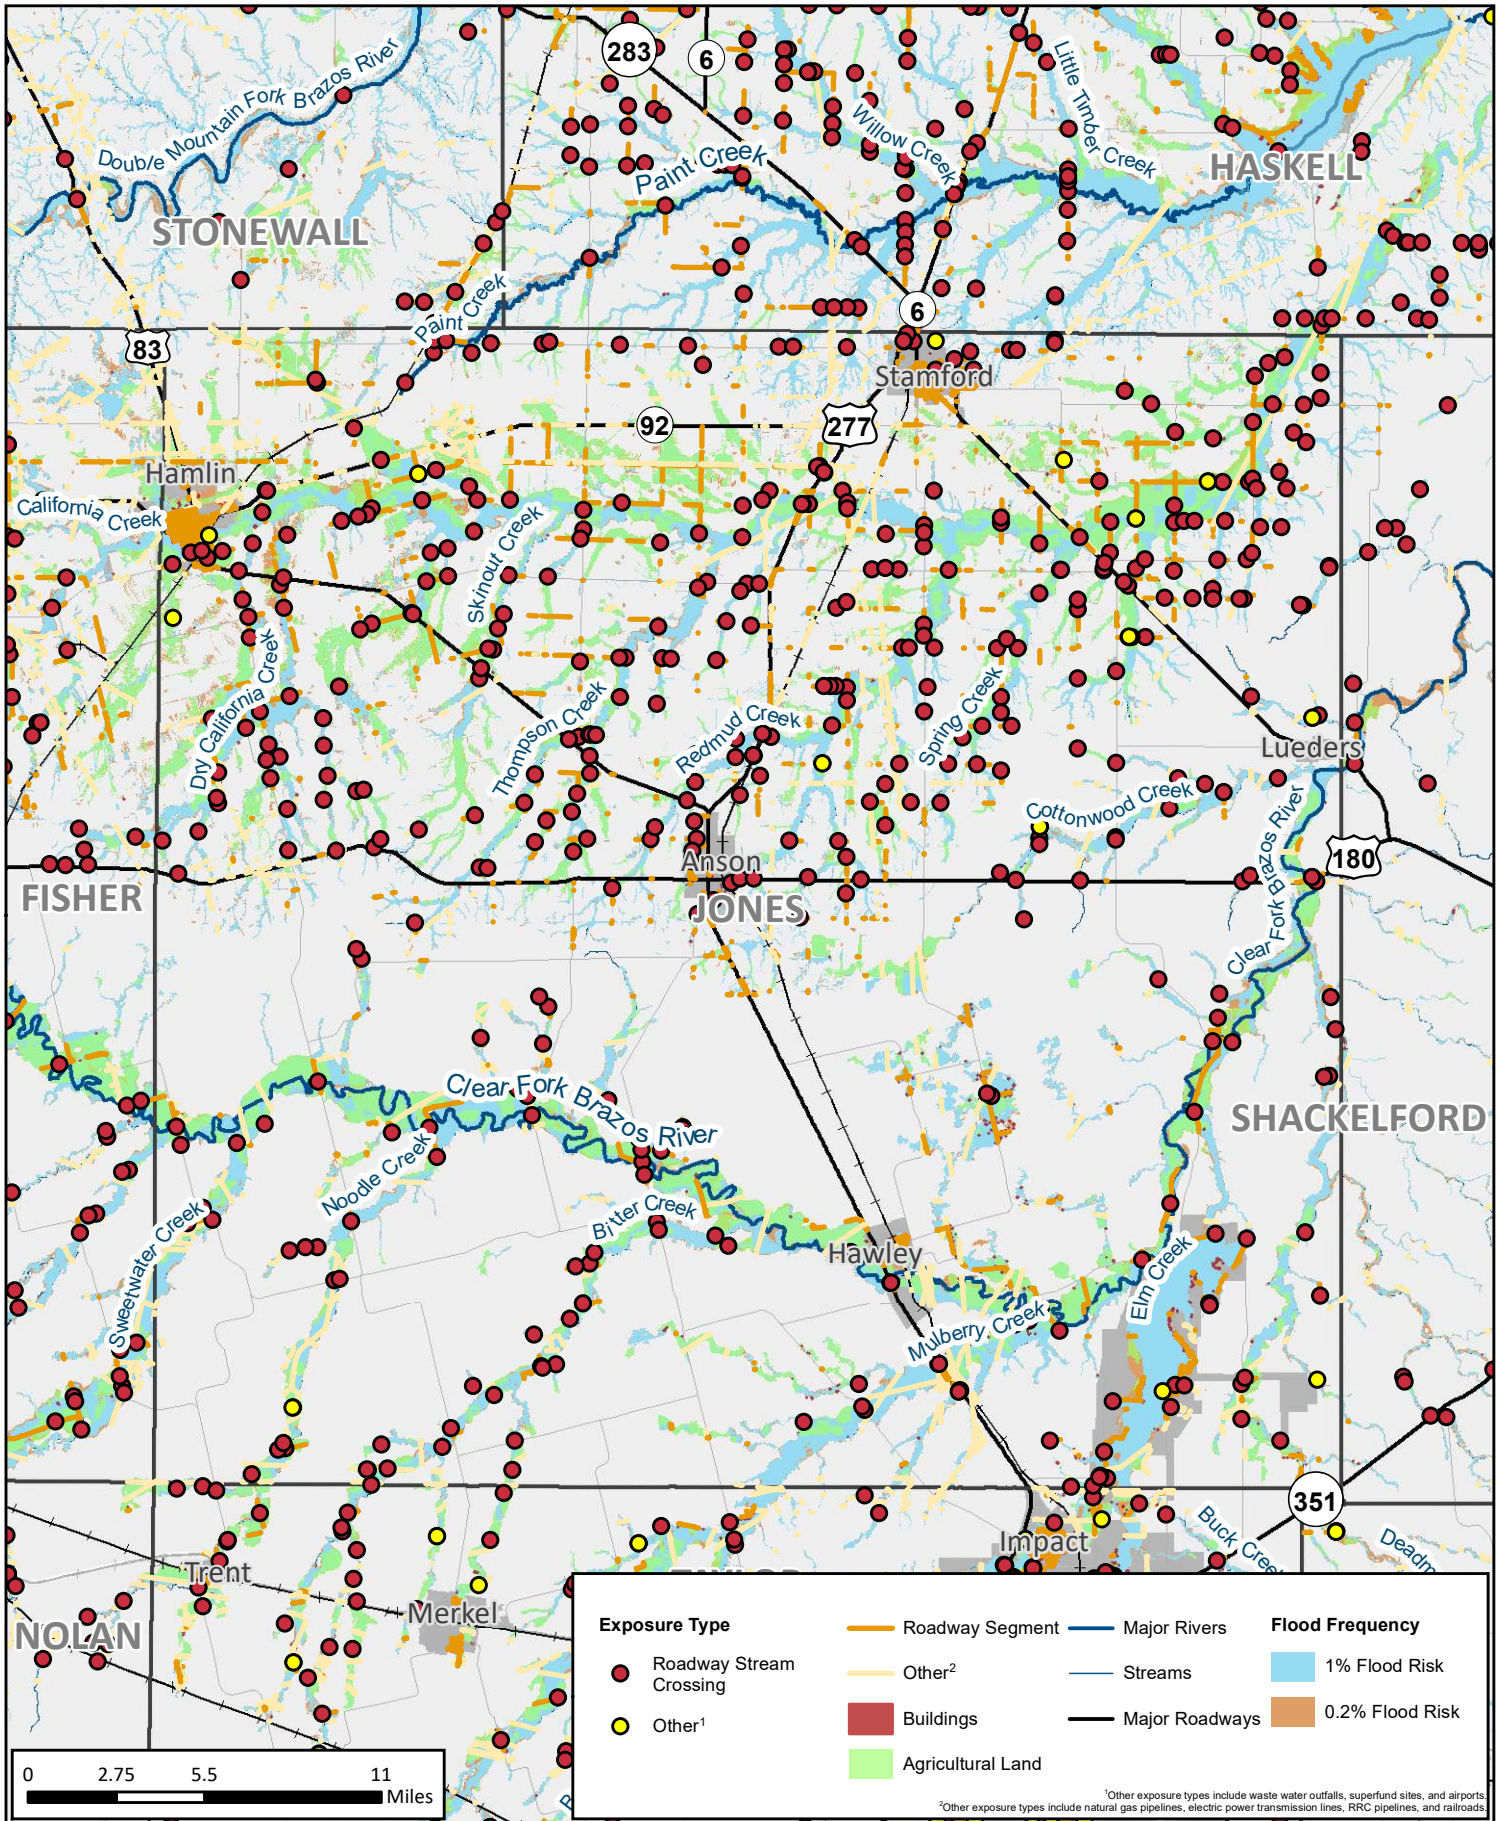 283
6
Double Mountain Fork Brazos River
Little Timber Creek
Willow Creek
Paint Creek
HASKELL
STONEWALL
Paint Creek
6
83
Stamford
92
277
Hamlin
California Creek
Skinout Creek
Dry California Creek
Thompson Creek
Redmud Creek
Spring Creek
Lueders
Cottonwood Creek
Clear Fork Brazos River
180
Anson
FISHER
JONES
Clear Fork Brazos River
SHACKELFORD
Noodle Creek
Bitter Creek
Sweetwater Creek
Hawley
Elm Creek
Mulberry Creek
351
Impact
Buck Creek
Deadm
Trent
Merkel
NOLAN
Exposure Type
Roadway Stream
Crossing
Other¹
Roadway Segment
Other²
Buildings
Agricultural Land
Major Rivers
Streams
Major Roadways
Flood Frequency
1% Flood Risk
0.2% Flood Risk
¹Other exposure types include waste water outfalls, superfund sites, and airports.
²Other exposure types include natural gas pipelines, electric power transmission lines, RRC pipelines, and railroads.
0 2.75 5.5 11
Miles